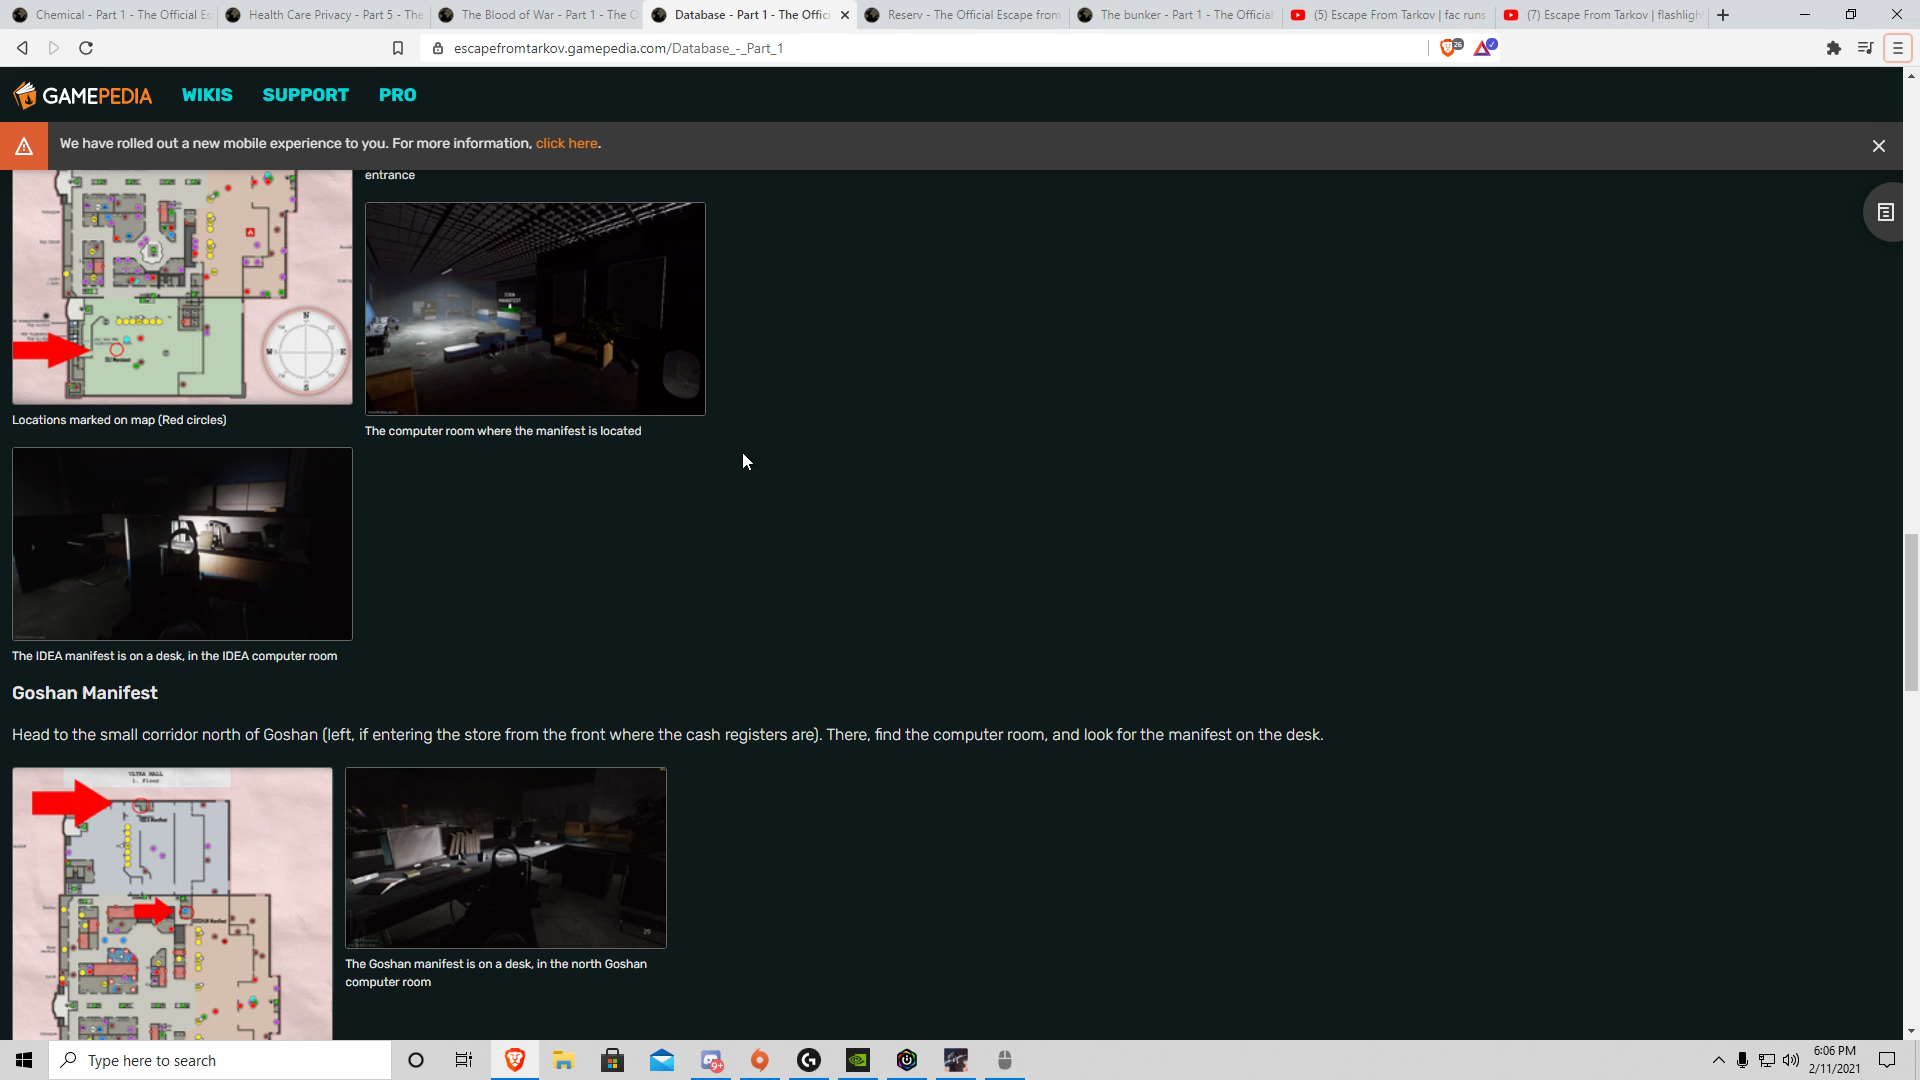 Chemical - Part 1 - The Official Es
Health Care Privacy - Part 5 - The
The Blood of War - Part 1 - The O
Database - Part 1 - The Offici
Reserv - The Official Escape from
The bunker - Part 1 - The Official
(5) Escape From Tarkov | fac runs
(7) Escape From Tarkov | flashligh
escapefromtarkov.gamepedia.com/Database_-_Part_1
26
GAMEPEDIA
WIKIS
SUPPORT
PRO
We have rolled out a new mobile experience to you. For more information, click here.
entrance
N
W
E
S
Locations marked on map (Red circles)
The computer room where the manifest is located
The IDEA manifest is on a desk, in the IDEA computer room
Goshan Manifest
Head to the small corridor north of Goshan (left, if entering the store from the front where the cash registers are). There, find the computer room, and look for the manifest on the desk.
ULTRA MALL
1. Floor
The Goshan manifest is on a desk, in the north Goshan
computer room
Type here to search
6:06 PM
2/11/2021